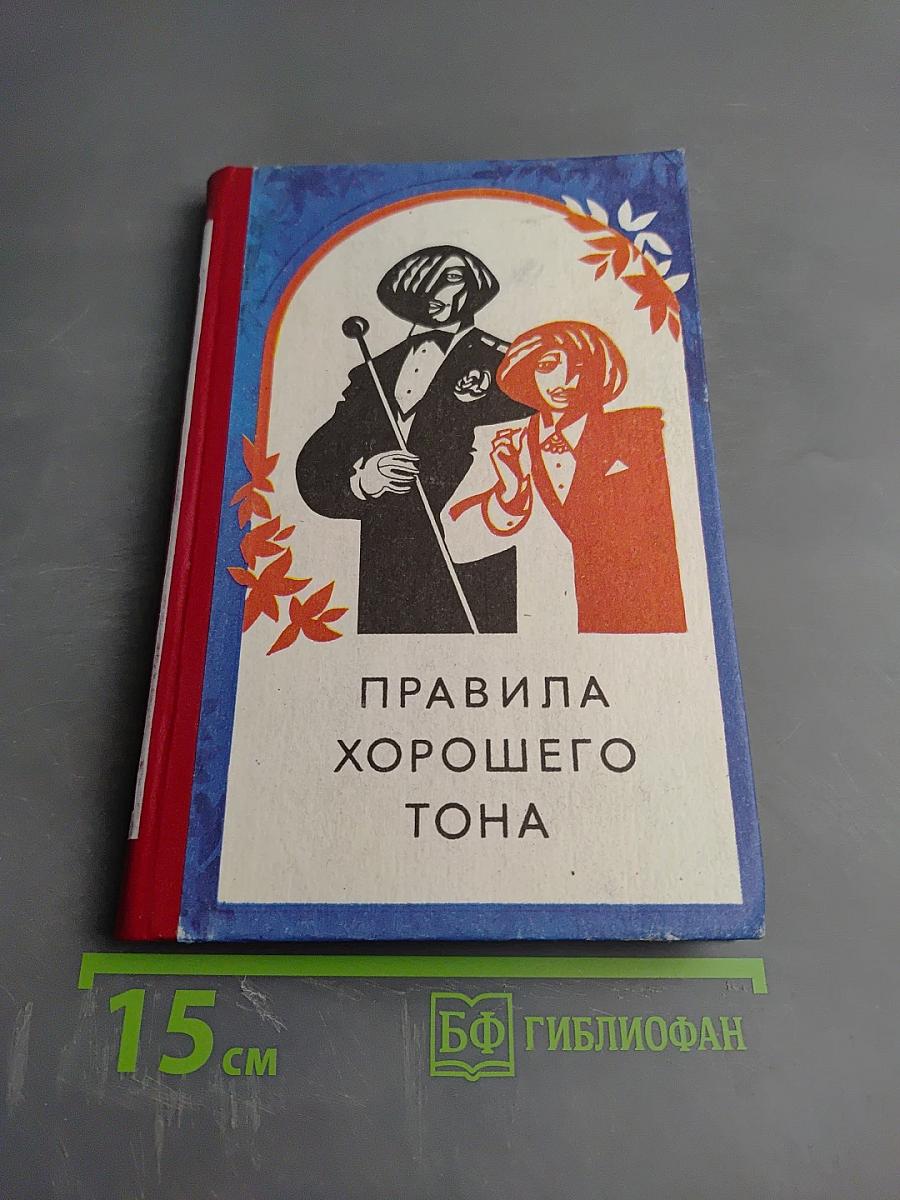 ПРАВИЛА
ХОРОШЕГО
ТОНА
15 см
БФ ГИБЛИОФАН